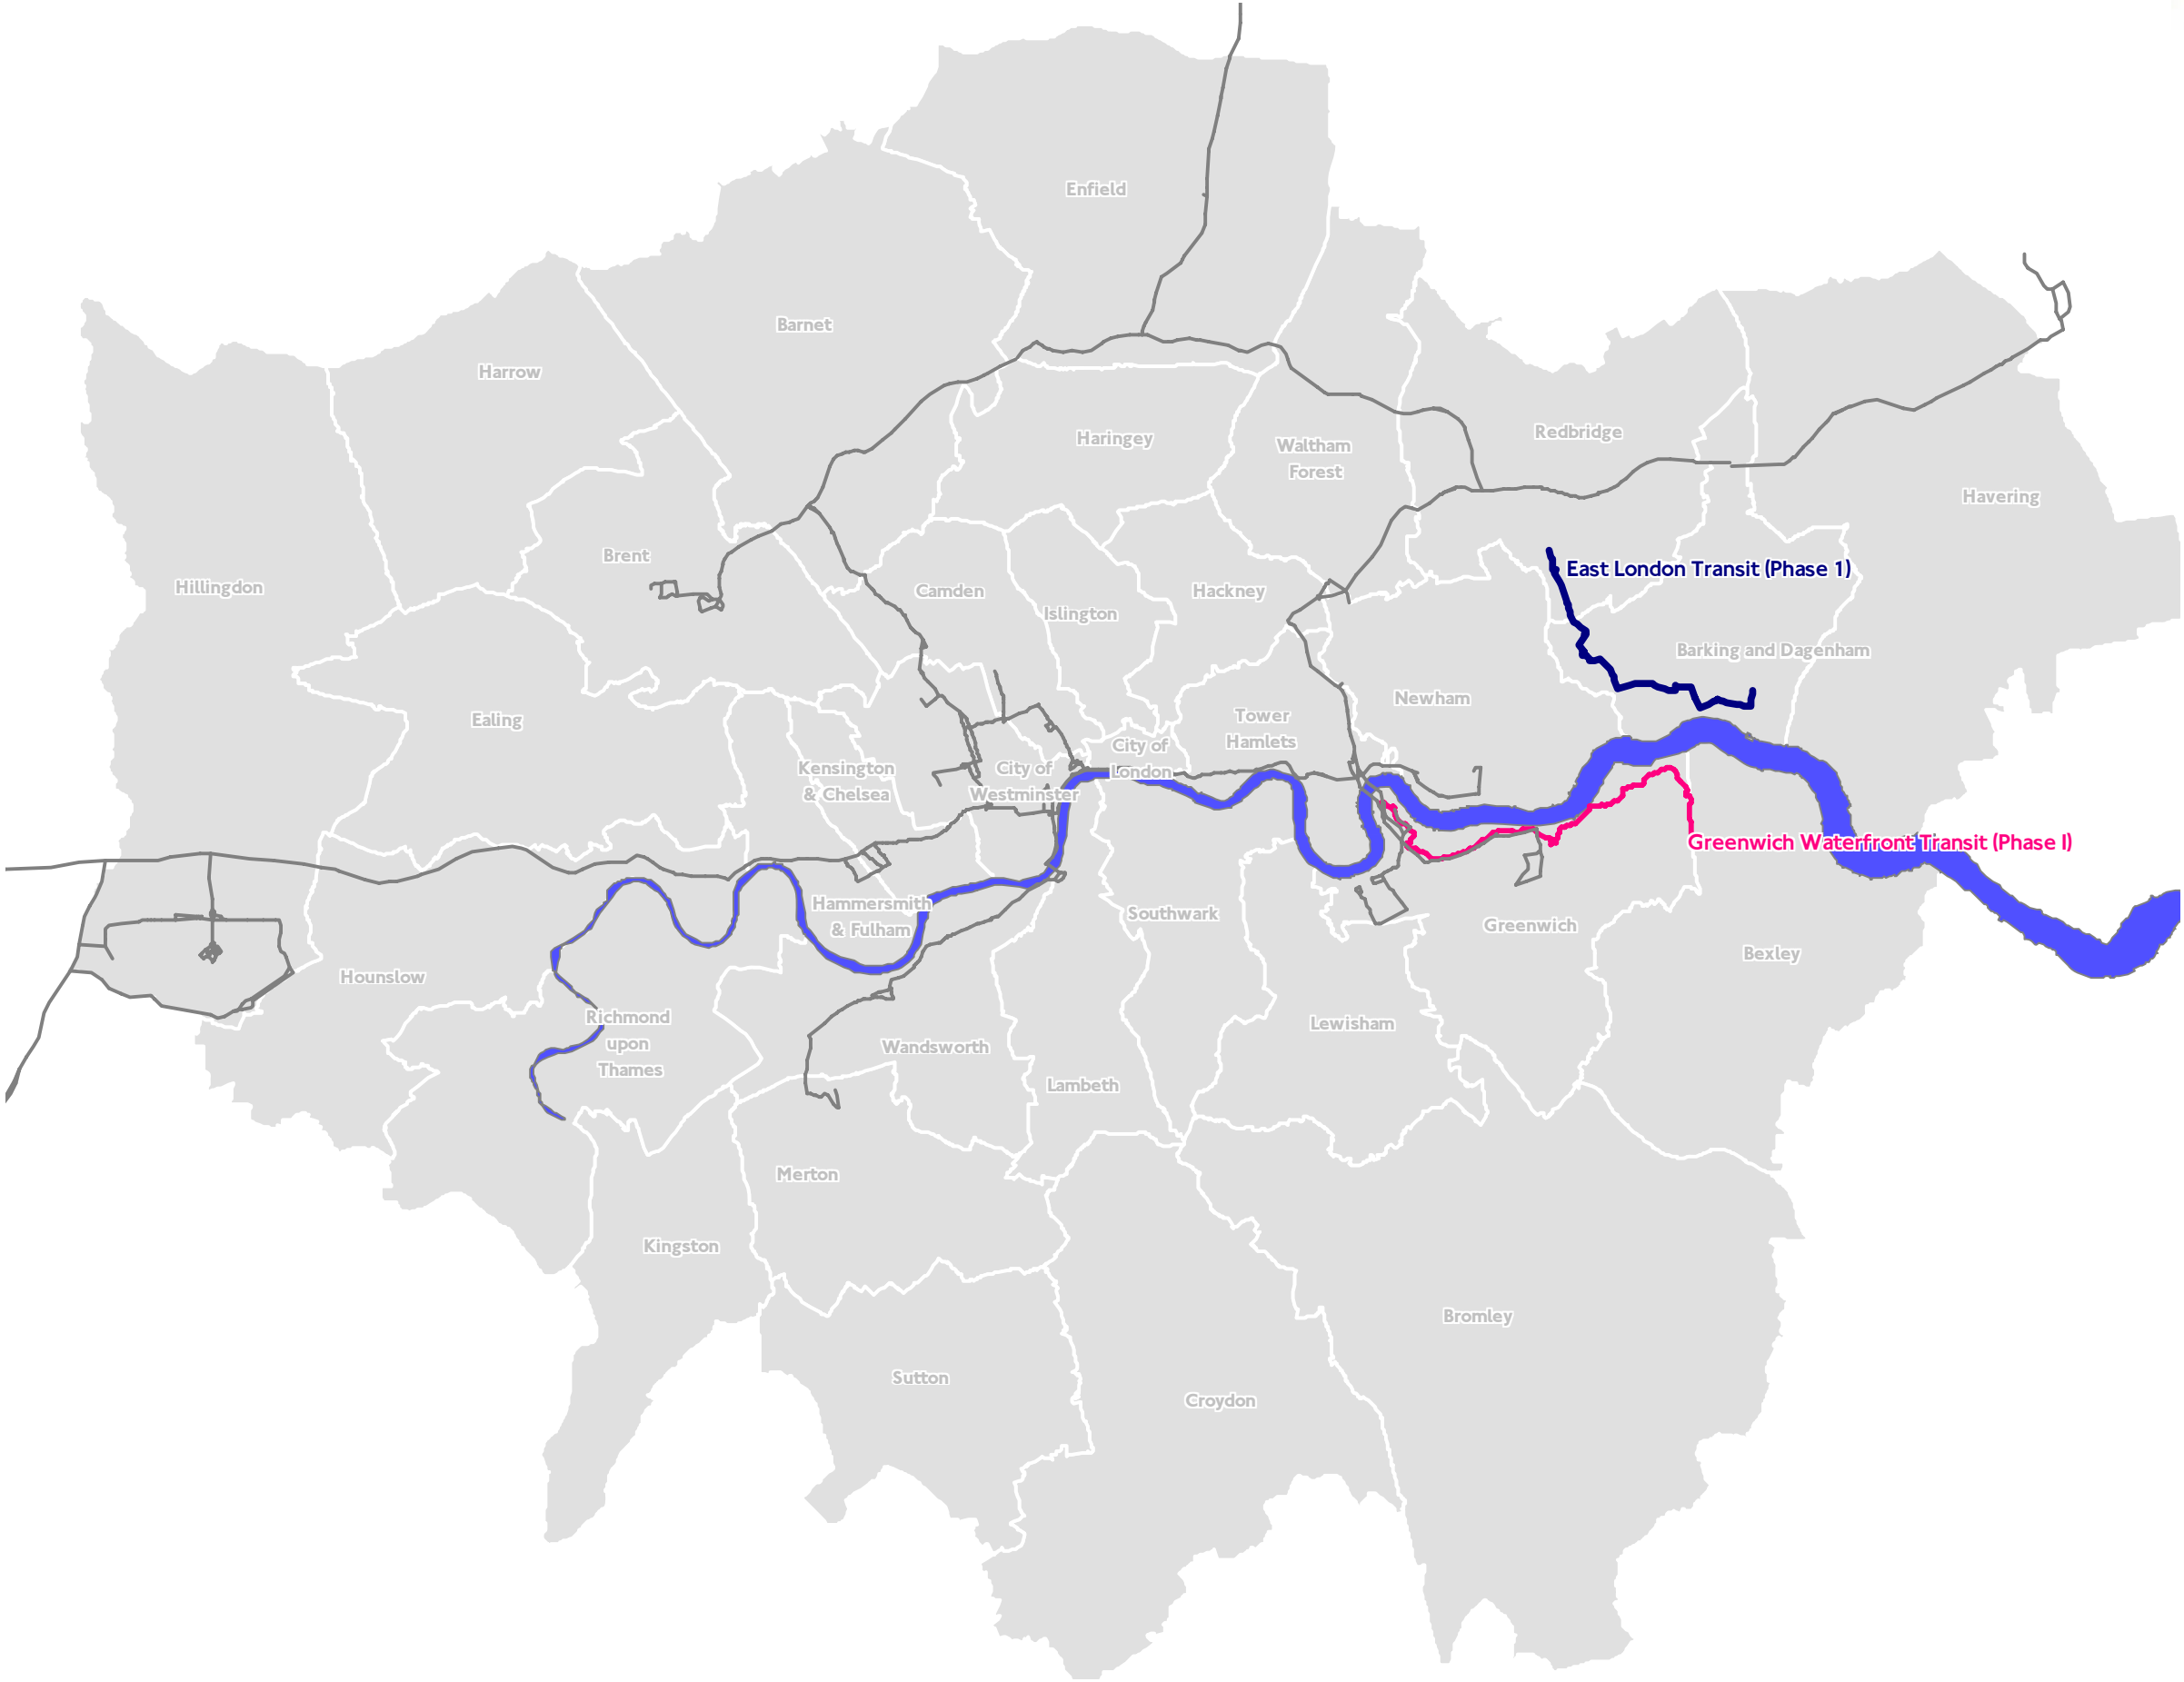 Enfield
Barnet
Harrow
Haringey
Waltham
Forest
Redbridge
Havering
Brent
Hillingdon
Camden
Islington
Hackney
East London Transit (Phase 1)
Barking and Dagenham
Newham
Ealing
Tower
Hamlets
City of
London
Kensington
& Chelsea
City of
Westminster
Greenwich Waterfront Transit (Phase I)
Hammersmith
& Fulham
Southwark
Greenwich
Bexley
Hounslow
Richmond
upon
Thames
Wandsworth
Lewisham
Lambeth
Merton
Kingston
Bromley
Sutton
Croydon